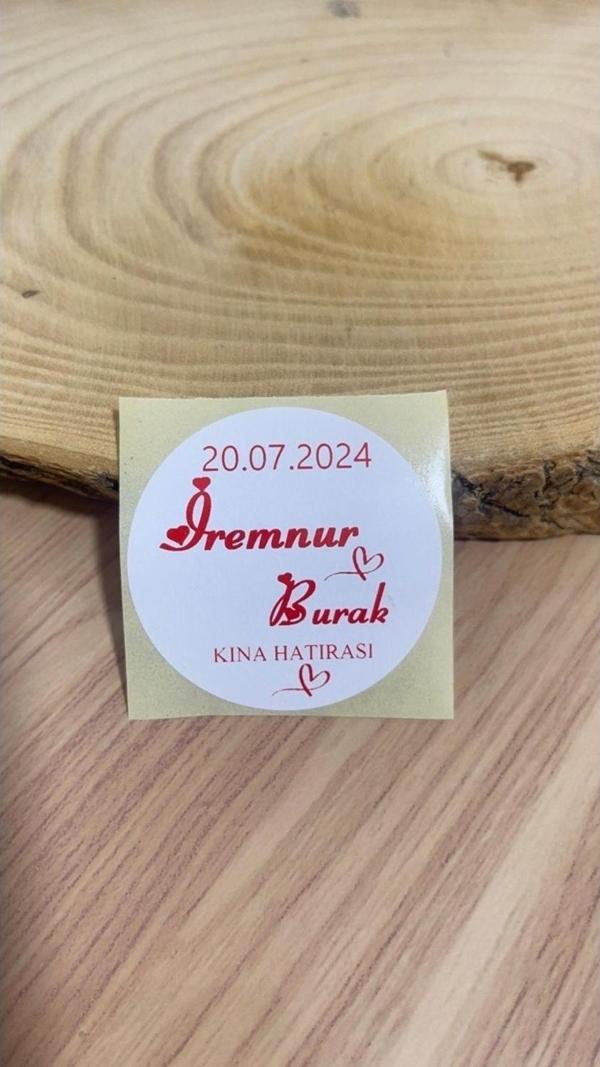 20.07.2024
İremnur
Burak
KINA HATIRASI